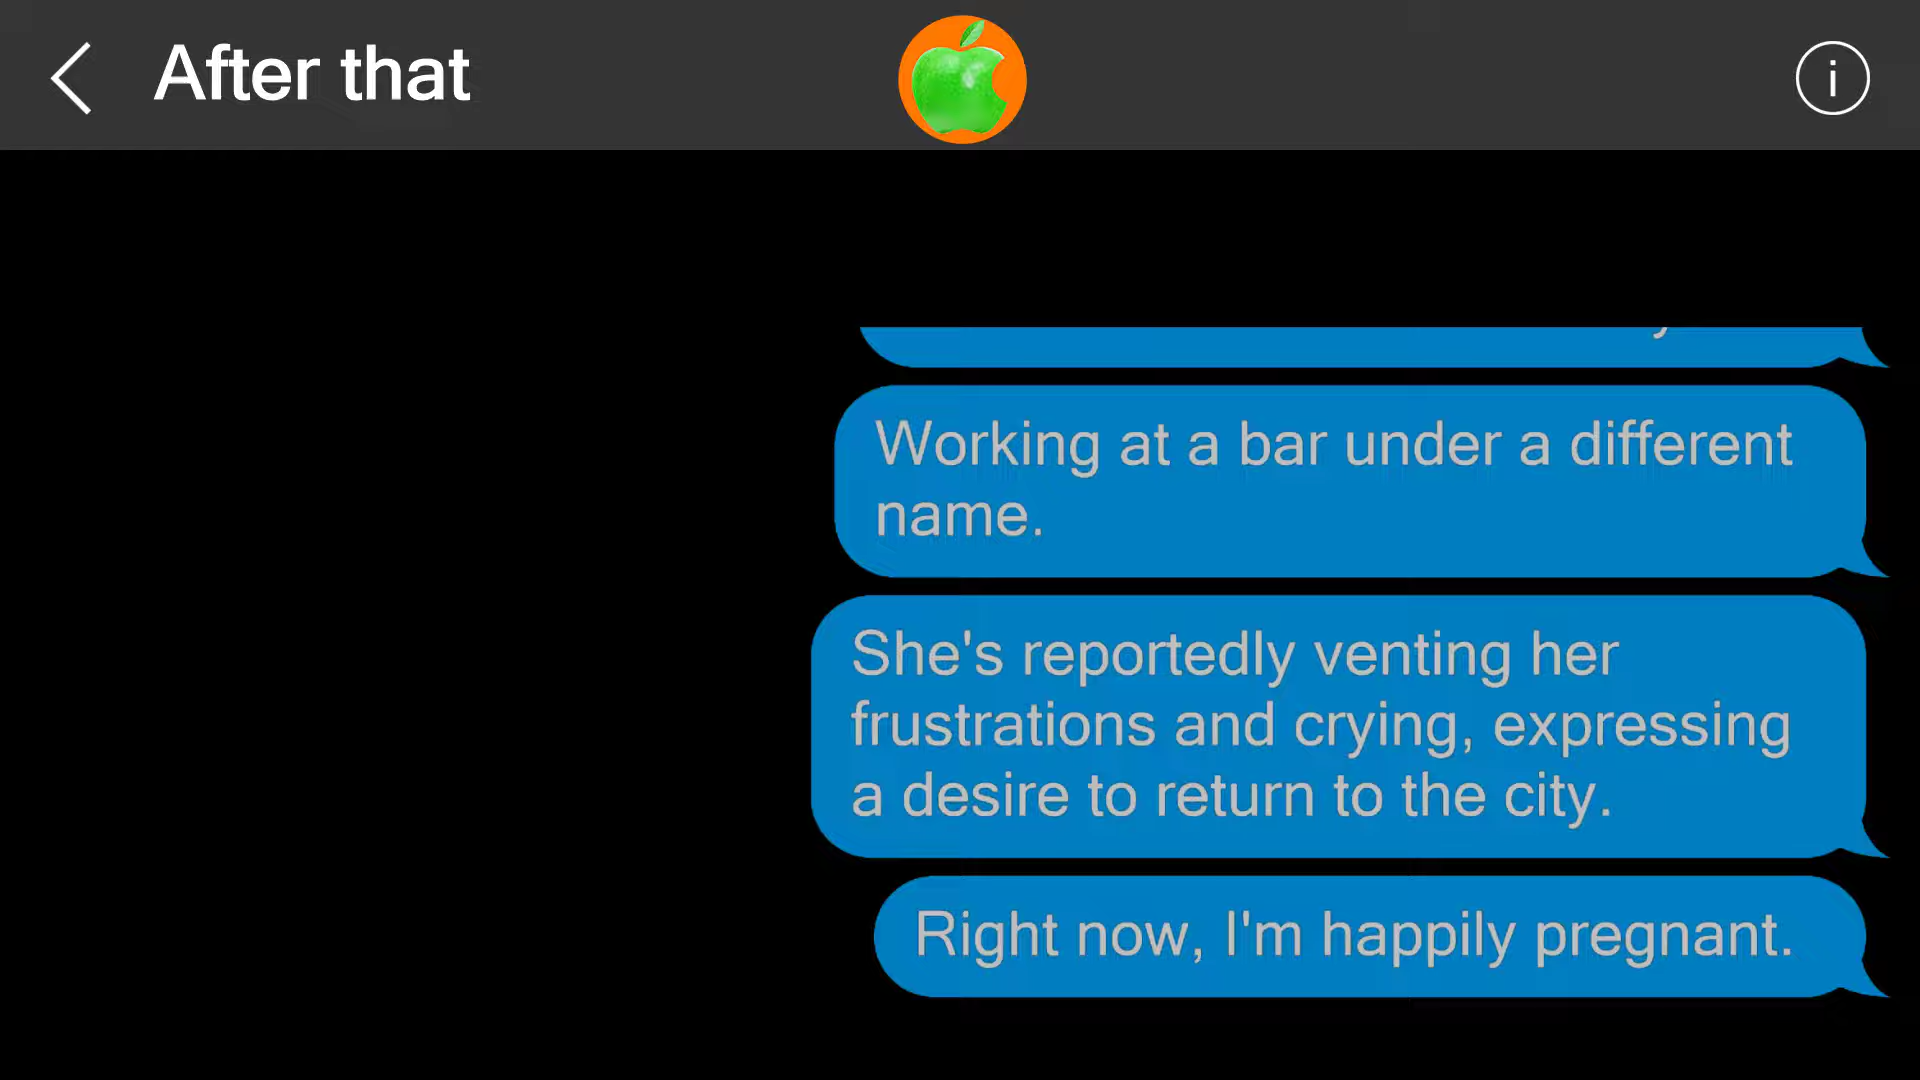 After that
i
Working at a bar under a different
name.
She's reportedly venting her
frustrations and crying, expressing
a desire to return to the city.
Right now, I'm happily pregnant.